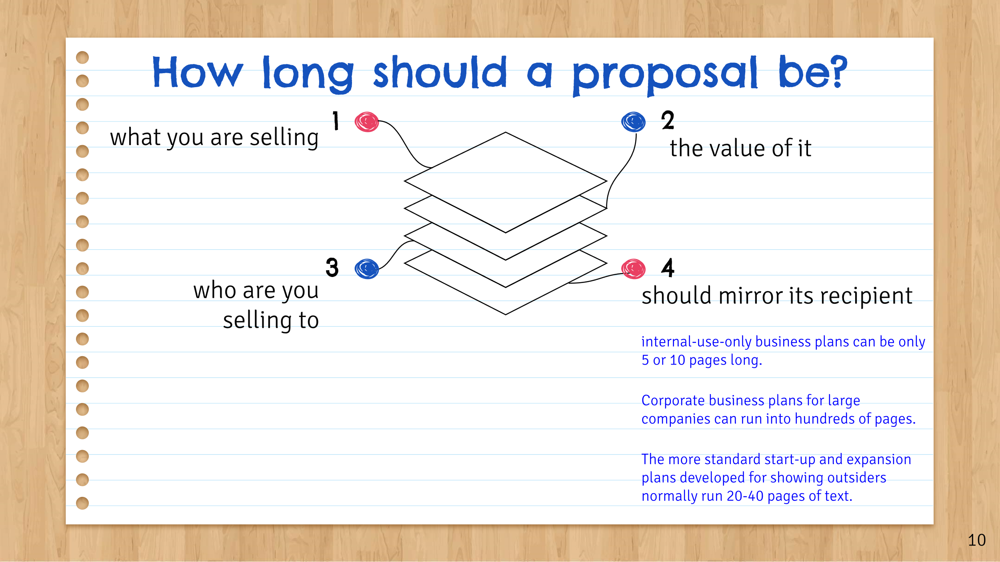 How long should a proposal be?
1
what you are selling
2
the value of it
3
who are you
selling to
4
should mirror its recipient
internal-use-only business plans can be only
5 or 10 pages long.
Corporate business plans for large
companies can run into hundreds of pages.
The more standard start-up and expansion
plans developed for showing outsiders
normally run 20-40 pages of text.
10